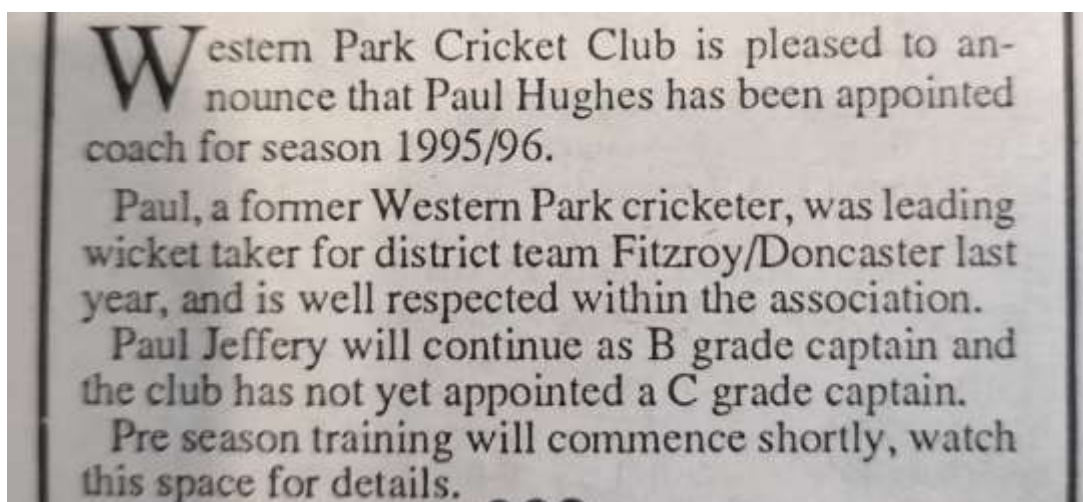 Western Park Cricket Club is pleased to an-
nounce that Paul Hughes has been appointed
coach for season 1995/96.
Paul, a former Western Park cricketer, was leading
wicket taker for district team Fitzroy/Doncaster last
year, and is well respected within the association.
Paul Jeffery will continue as B grade captain and
the club has not yet appointed a C grade captain.
Pre season training will commence shortly, watch
this space for details.